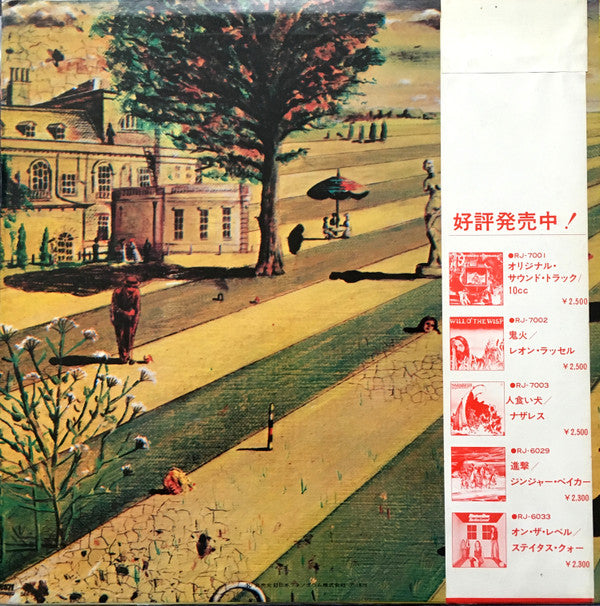 好評発売中！
●RJ-7001
オリジナル・
サウンド・トラック/
10cc
￥2,500
WILL O' THE WISP
●RJ-7002
鬼火/
レオン・ラッセル
￥2,500
●RJ-7003
人食い犬/
ナザレス
￥2,500
●RJ-6029
進撃/
ジンジャー・ベイカー
￥2,300
●RJ-6033
オン・ザ・レベル/
ステイタス・クォー
￥2,300